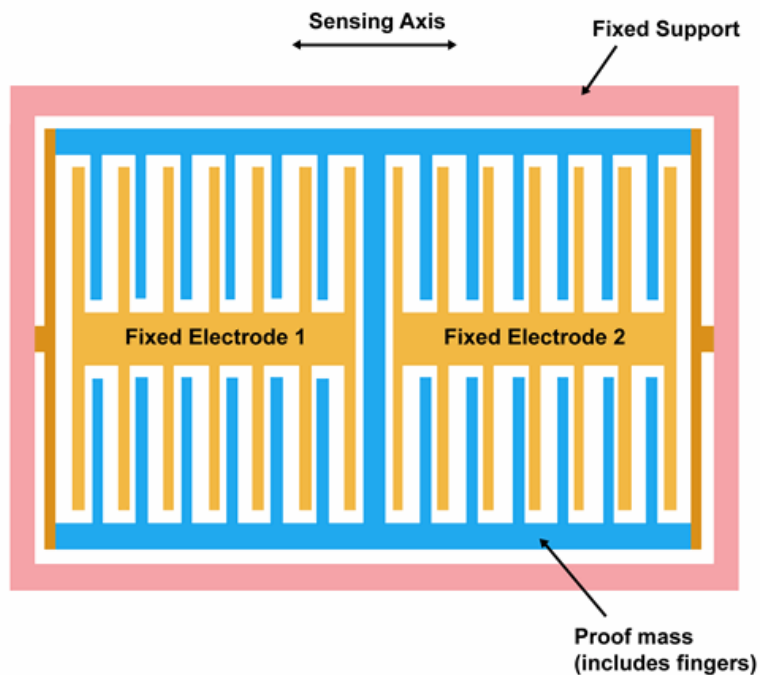 Sensing Axis
Fixed Support
Fixed Electrode 1
Fixed Electrode 2
Proof mass
(includes fingers)